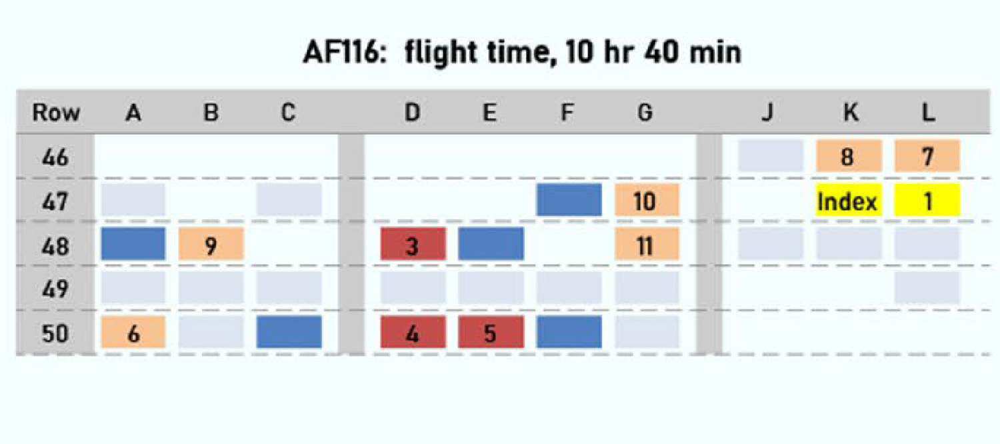 AF116: flight time, 10 hr 40 min
Row A B C D E F G J K L
46 8 7
47 10 Index 1
48 9 3 11
49
50 6 4 5